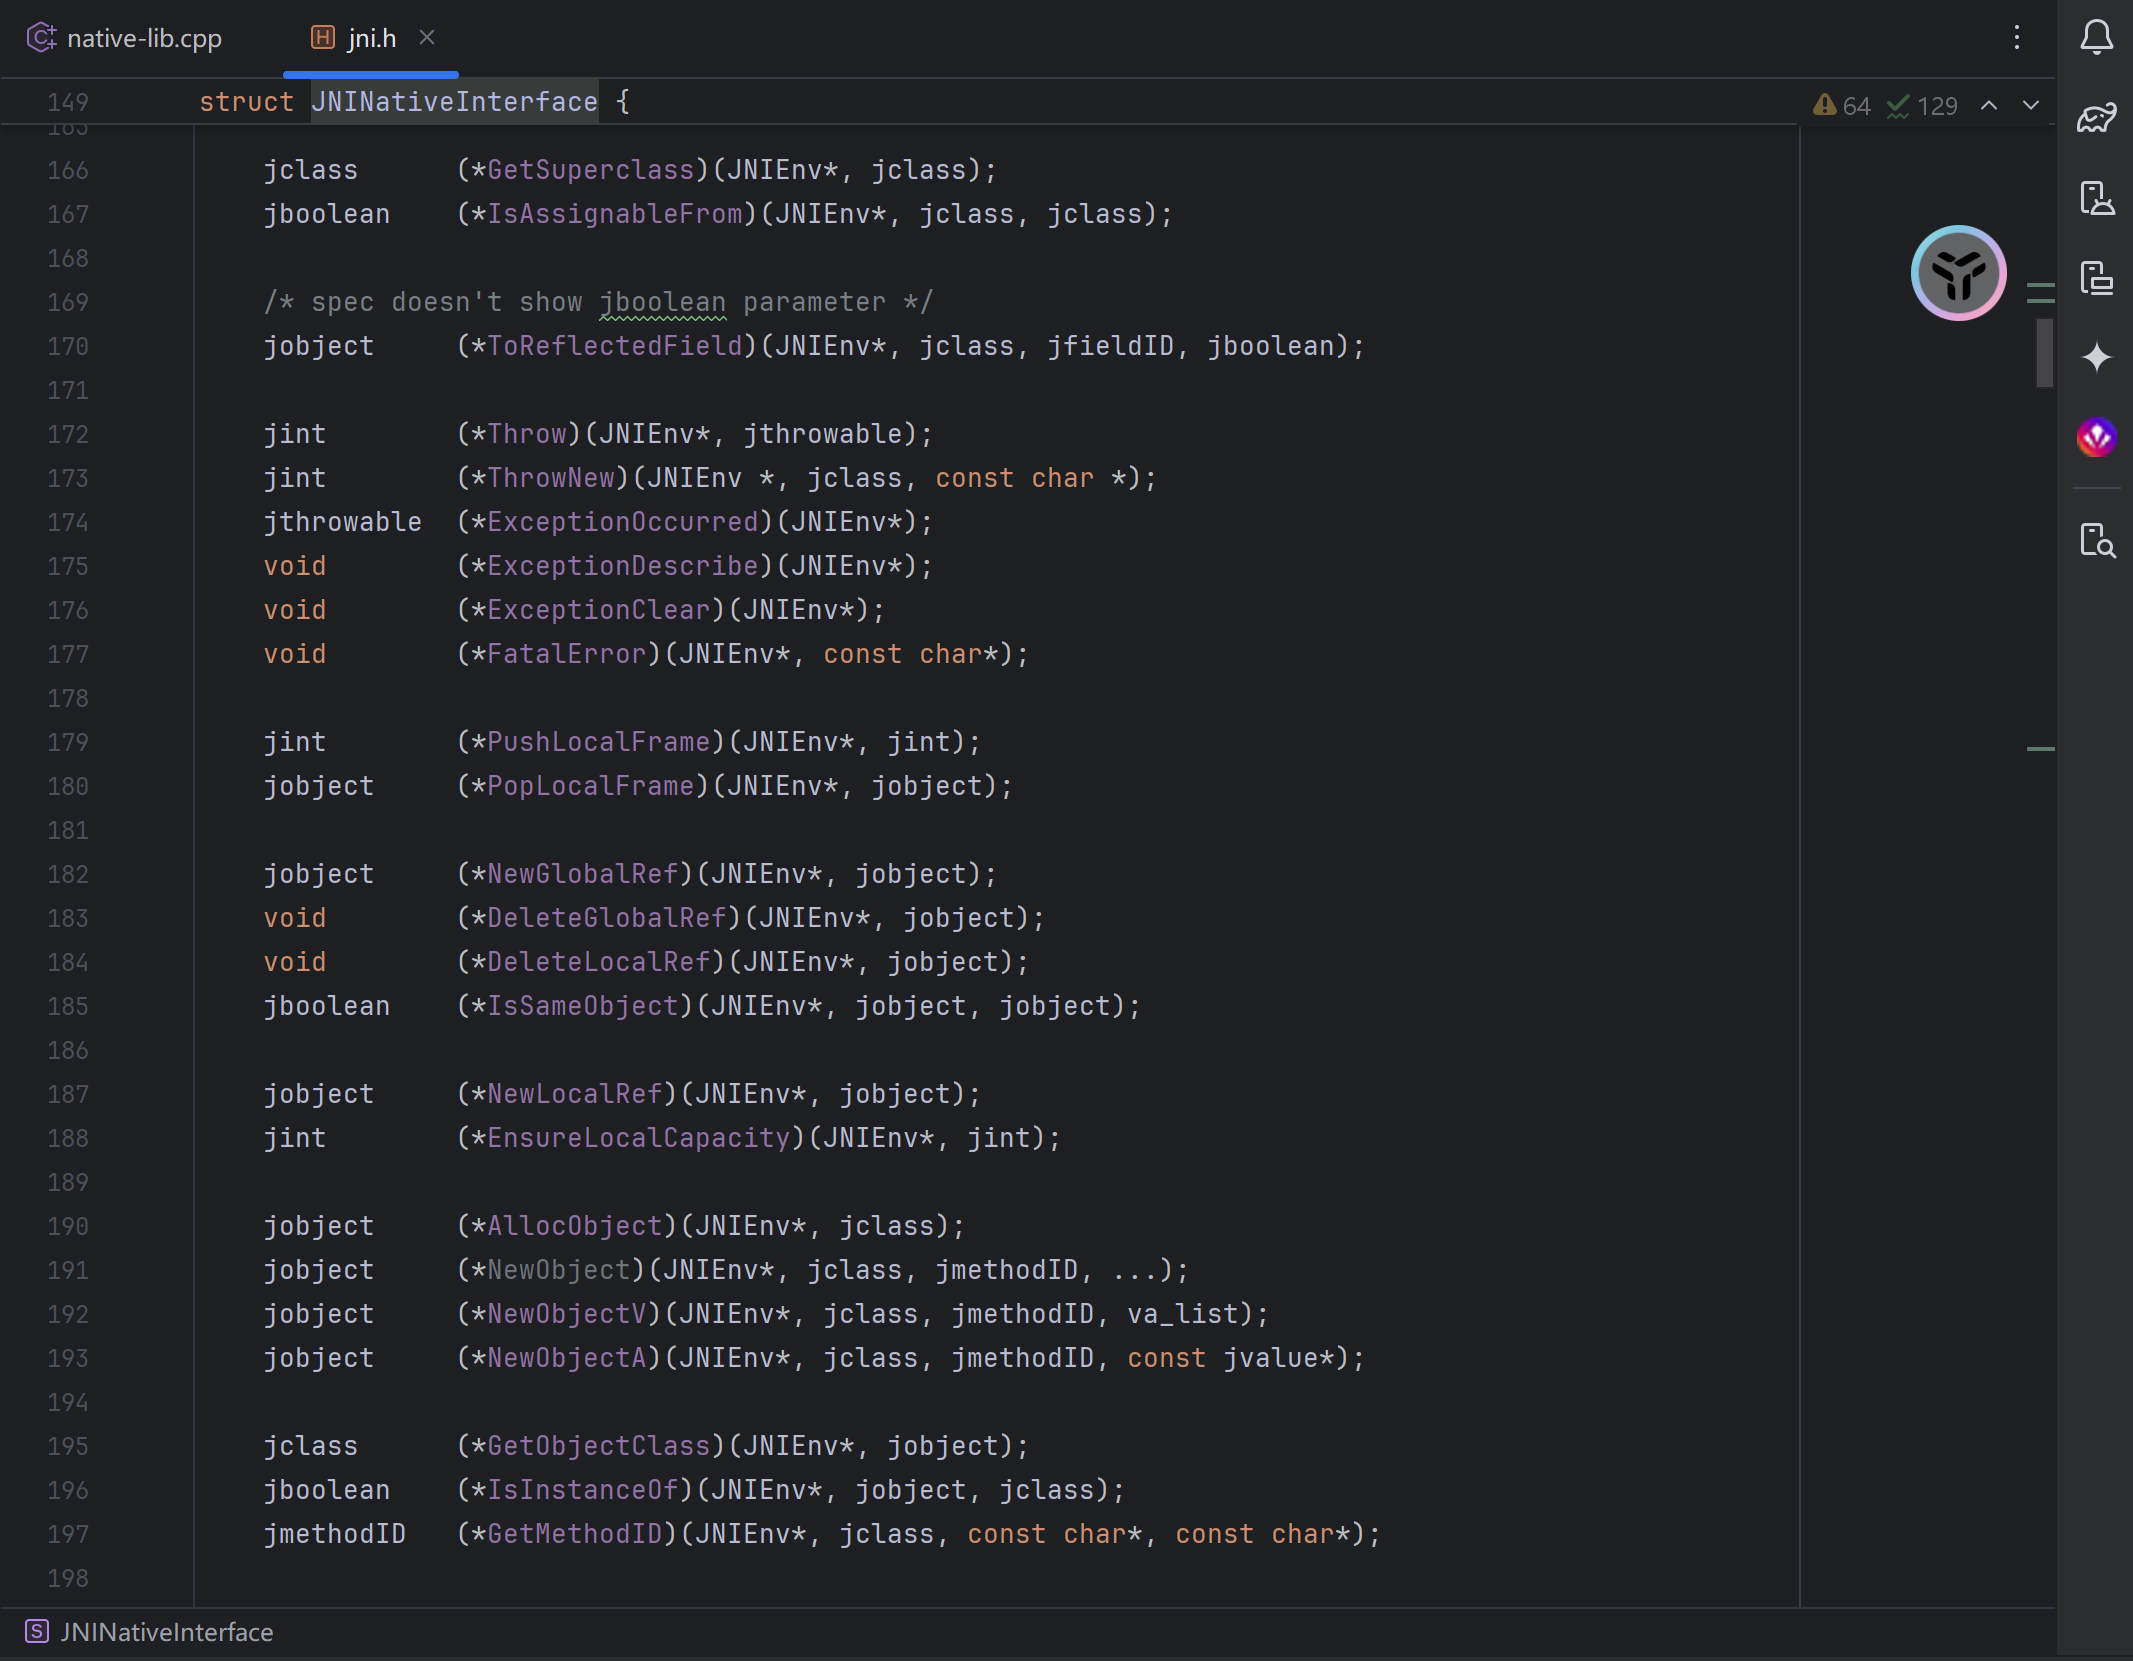 native-lib.cpp
H jni.h
149 struct JNINativeInterface {
64 129
165
166 jclass (*GetSuperclass)(JNIEnv*, jclass);
167 jboolean (*IsAssignableFrom)(JNIEnv*, jclass, jclass);
168
169 /* spec doesn't show jboolean parameter */
170 jobject (*ToReflectedField)(JNIEnv*, jclass, jfieldID, jboolean);
171
172 jint (*Throw)(JNIEnv*, jthrowable);
173 jint (*ThrowNew)(JNIEnv *, jclass, const char *);
174 jthrowable (*ExceptionOccurred)(JNIEnv*);
175 void (*ExceptionDescribe)(JNIEnv*);
176 void (*ExceptionClear)(JNIEnv*);
177 void (*FatalError)(JNIEnv*, const char*);
178
179 jint (*PushLocalFrame)(JNIEnv*, jint);
180 jobject (*PopLocalFrame)(JNIEnv*, jobject);
181
182 jobject (*NewGlobalRef)(JNIEnv*, jobject);
183 void (*DeleteGlobalRef)(JNIEnv*, jobject);
184 void (*DeleteLocalRef)(JNIEnv*, jobject);
185 jboolean (*IsSameObject)(JNIEnv*, jobject, jobject);
186
187 jobject (*NewLocalRef)(JNIEnv*, jobject);
188 jint (*EnsureLocalCapacity)(JNIEnv*, jint);
189
190 jobject (*AllocObject)(JNIEnv*, jclass);
191 jobject (*NewObject)(JNIEnv*, jclass, jmethodID, ...);
192 jobject (*NewObjectV)(JNIEnv*, jclass, jmethodID, va_list);
193 jobject (*NewObjectA)(JNIEnv*, jclass, jmethodID, const jvalue*);
194
195 jclass (*GetObjectClass)(JNIEnv*, jobject);
196 jboolean (*IsInstanceOf)(JNIEnv*, jobject, jclass);
197 jmethodID (*GetMethodID)(JNIEnv*, jclass, const char*, const char*);
198
S JNINativeInterface